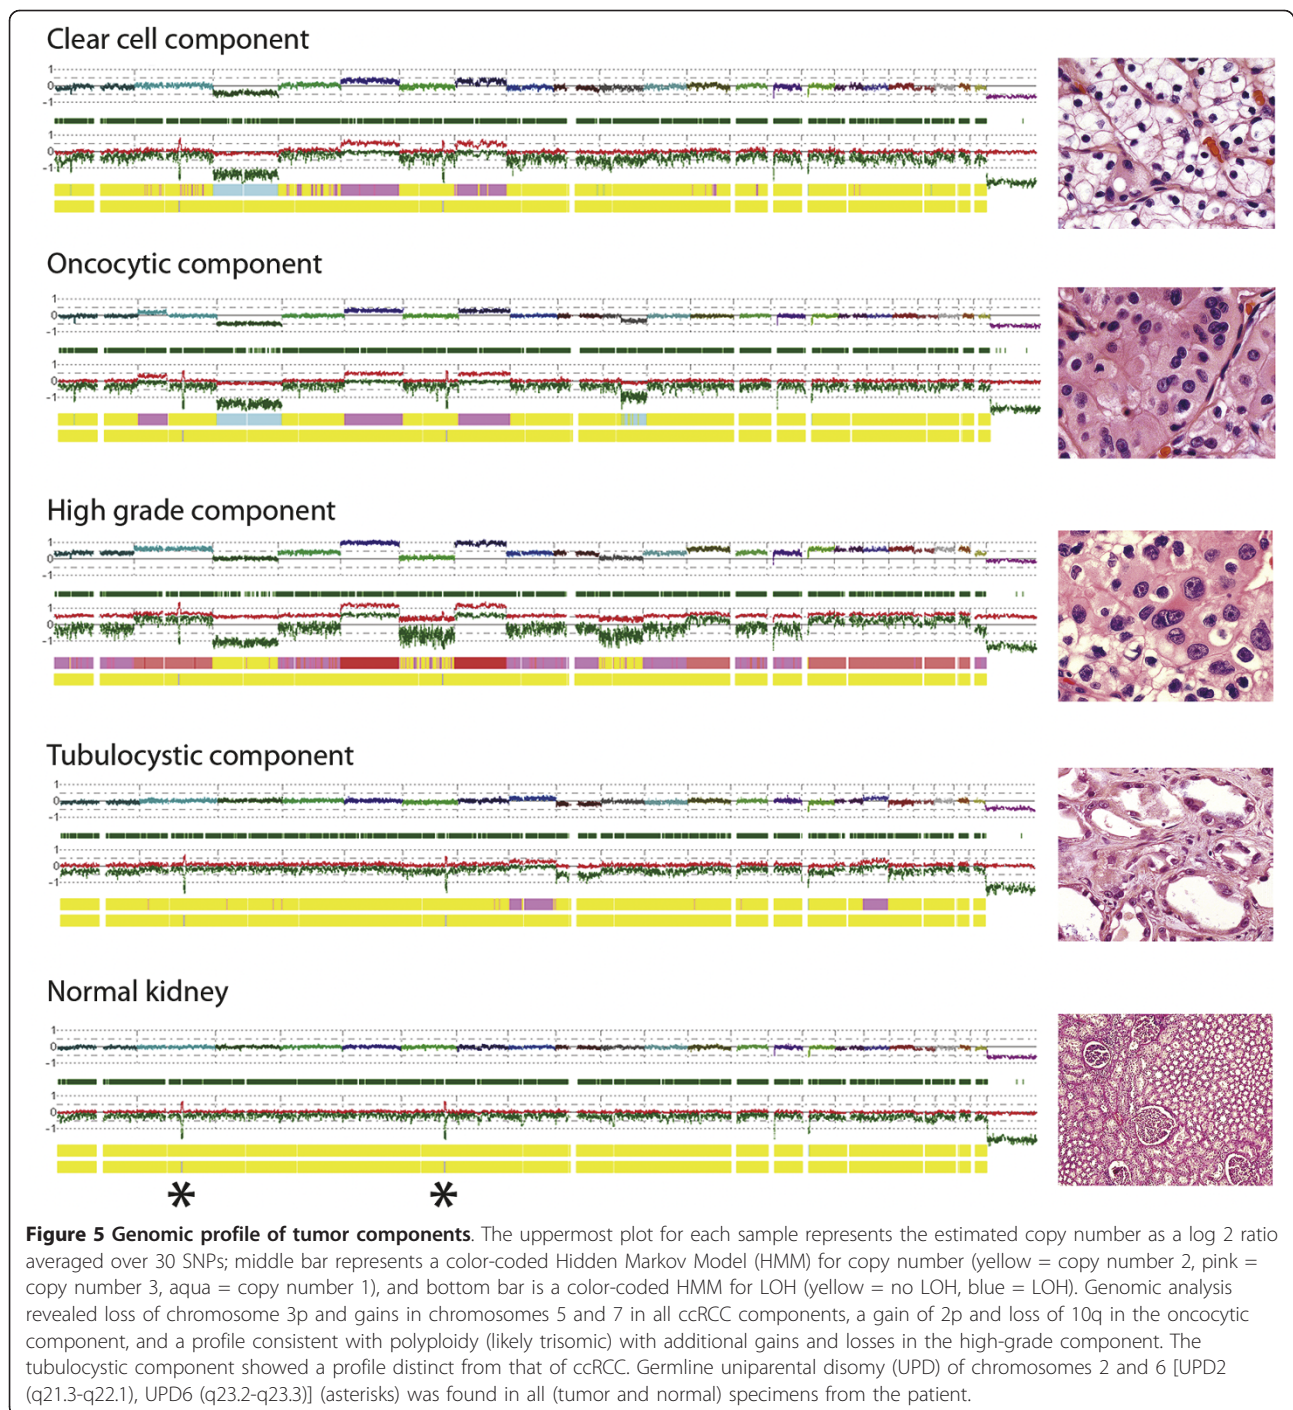 Clear cell component
1
0
-1
1
0
-1
Oncocytic component
1
0
-1
1
0
-1
High grade component
1
0
-1
1
0
-1
Tubulocystic component
1
0
-1
1
0
-1
Normal kidney
1
0
-1
1
0
-1
* *
Figure 5 Genomic profile of tumor components. The uppermost plot for each sample represents the estimated copy number as a log 2 ratio
averaged over 30 SNPs; middle bar represents a color-coded Hidden Markov Model (HMM) for copy number (yellow = copy number 2, pink =
copy number 3, aqua = copy number 1), and bottom bar is a color-coded HMM for LOH (yellow = no LOH, blue = LOH). Genomic analysis
revealed loss of chromosome 3p and gains in chromosomes 5 and 7 in all ccRCC components, a gain of 2p and loss of 10q in the oncocytic
component, and a profile consistent with polyploidy (likely trisomic) with additional gains and losses in the high-grade component. The
tubulocystic component showed a profile distinct from that of ccRCC. Germline uniparental disomy (UPD) of chromosomes 2 and 6 [UPD2
(q21.3-q22.1), UPD6 (q23.2-q23.3)] (asterisks) was found in all (tumor and normal) specimens from the patient.